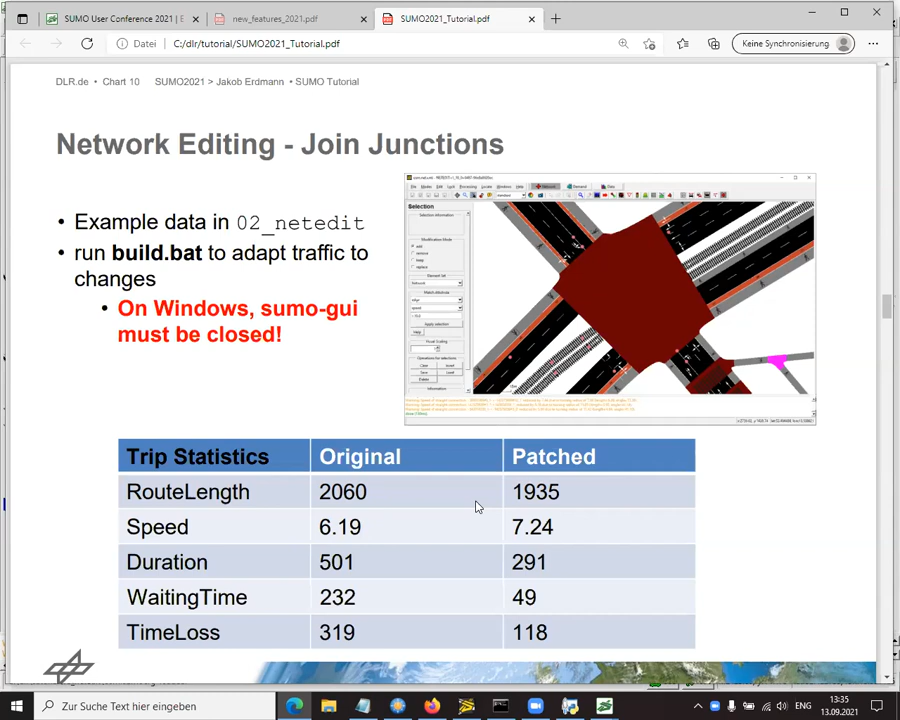 SUMO User Conference 2021 | E
new_features_2021.pdf
SUMO2021_Tutorial.pdf
Datei C:/dlr/tutorial/SUMO2021_Tutorial.pdf
Keine Synchronisierung
DLR.de • Chart 10 SUMO2021 > Jakob Erdmann • SUMO Tutorial
Network Editing - Join Junctions
• Example data in 02_netedit
• run build.bat to adapt traffic to
changes
• On Windows, sumo-gui
must be closed!
Selection
Trip Statistics Original Patched
RouteLength 2060 1935
Speed 6.19 7.24
Duration 501 291
WaitingTime 232 49
TimeLoss 319 118
Zur Suche Text hier eingeben
ENG
13:35
13.09.2021